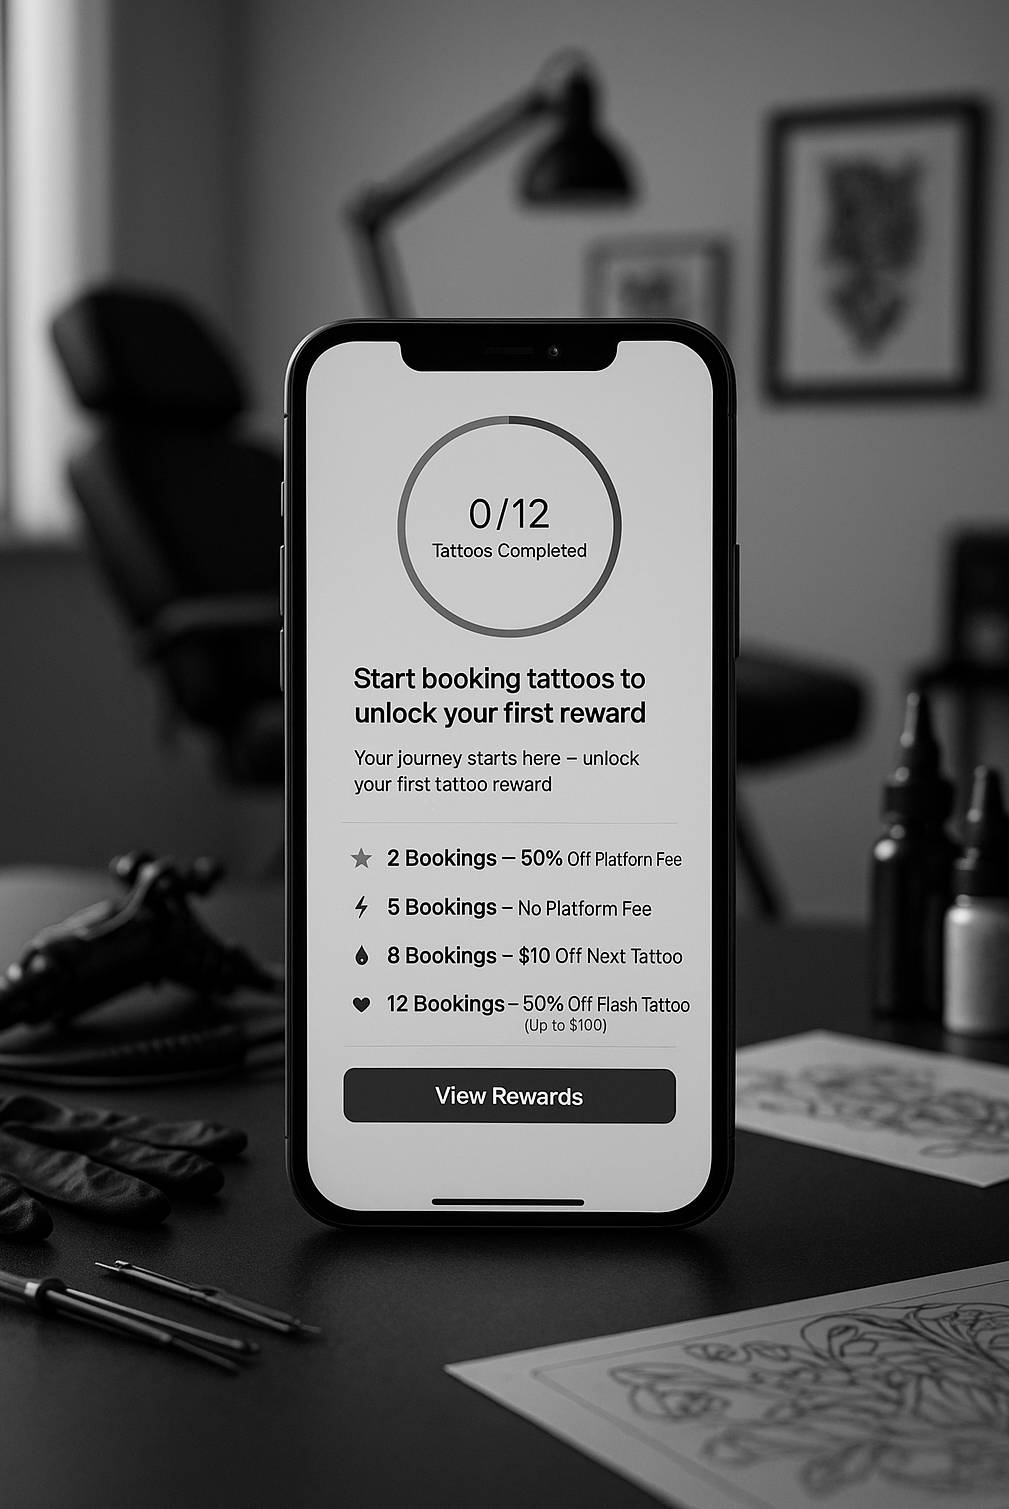 0/12
Tattoos Completed
Start booking tattoos to
unlock your first reward
Your journey starts here – unlock
your first tattoo reward
2 Bookings – 50% Off Platforn Fee
5 Bookings – No Platform Fee
8 Bookings – $10 Off Next Tattoo
12 Bookings – 50% Off Flash Tattoo
(Up to $100)
View Rewards